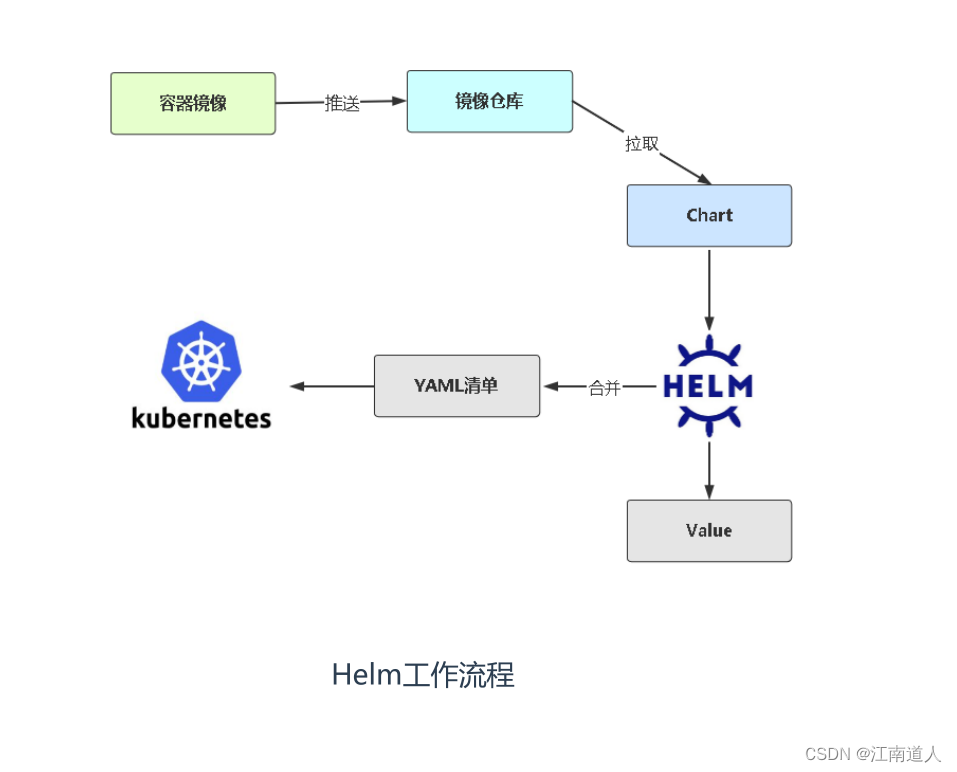 容器镜像
推送
镜像仓库
拉取
Chart
HELM
合并
YAML清单
kubernetes
Value
Helm工作流程
CSDN @江南道人